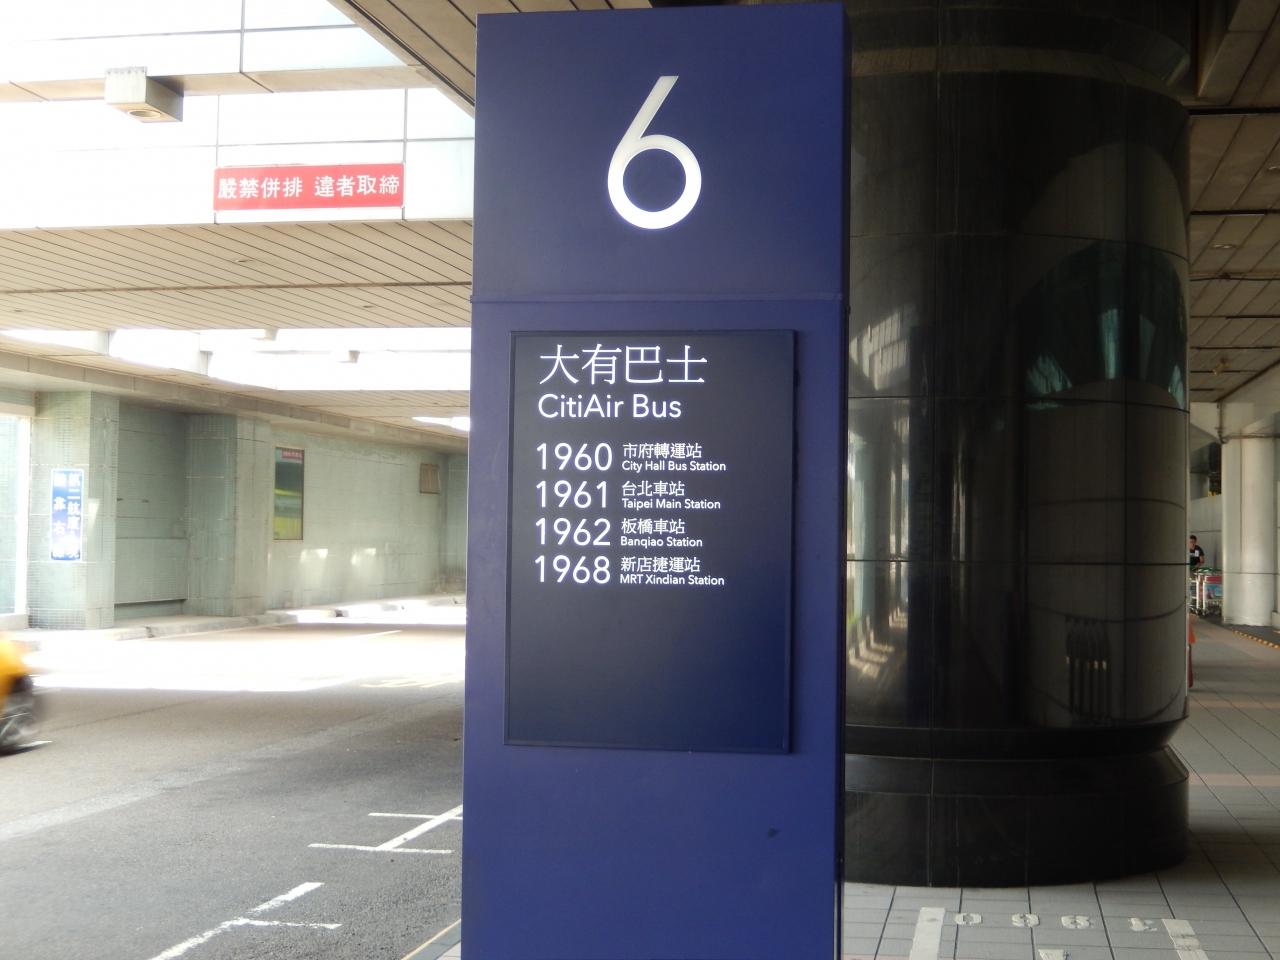 6
嚴禁併排 違者取締
大有巴士
CitiAir Bus
1960 市府轉運站
City Hall Bus Station
1961 台北車站
Taipei Main Station
1962 板橋車站
Banqiao Station
1968 新店捷運站
MRT Xindian Station
1960